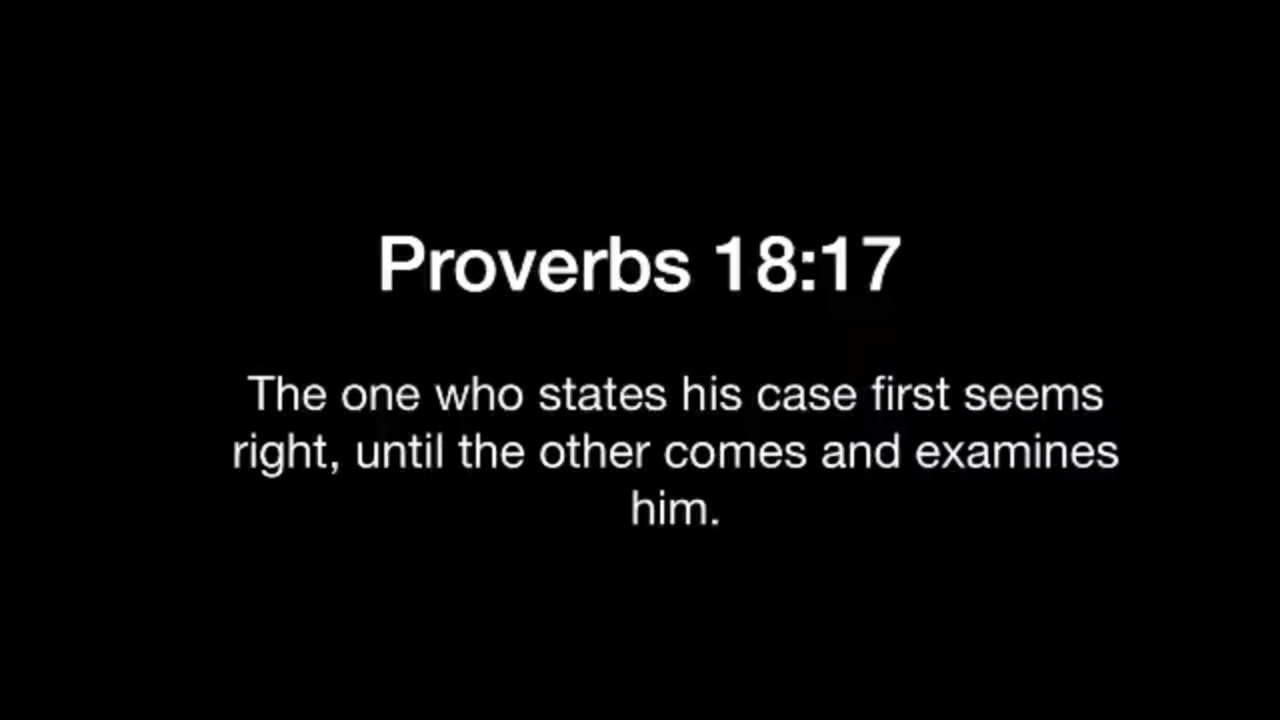 Proverbs 18:17
The one who states his case first seems
right, until the other comes and examines
him.